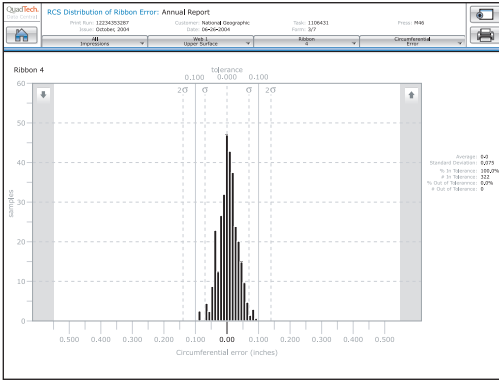 QuadTech.
Data Central
RCS Distribution of Ribbon Error: Annual Report
Print Run: 12234353287
Customer: National Geographic
Task: 1106431
Press: M46
Issue: October, 2004
Date: 06-26-2004
Form: 3/7
All
Impressions
Web 1
Upper Surface
Ribbon
4
Circumferential
Error
Ribbon 4
tolerance
0.100 0.000 0.100
2σ σ σ 2σ
60
50
40
30
20
10
0
samples
Average: 0.0
Standard Deviation: 0.075
% In Tolerance: 100.0%
# In Tolerance: 322
% Out of Tolerance: 0.0%
# Out of Tolerance: 0
0.500 0.400 0.300 0.200 0.100 0.00 0.100 0.200 0.300 0.400 0.500
Circumferential error (inches)